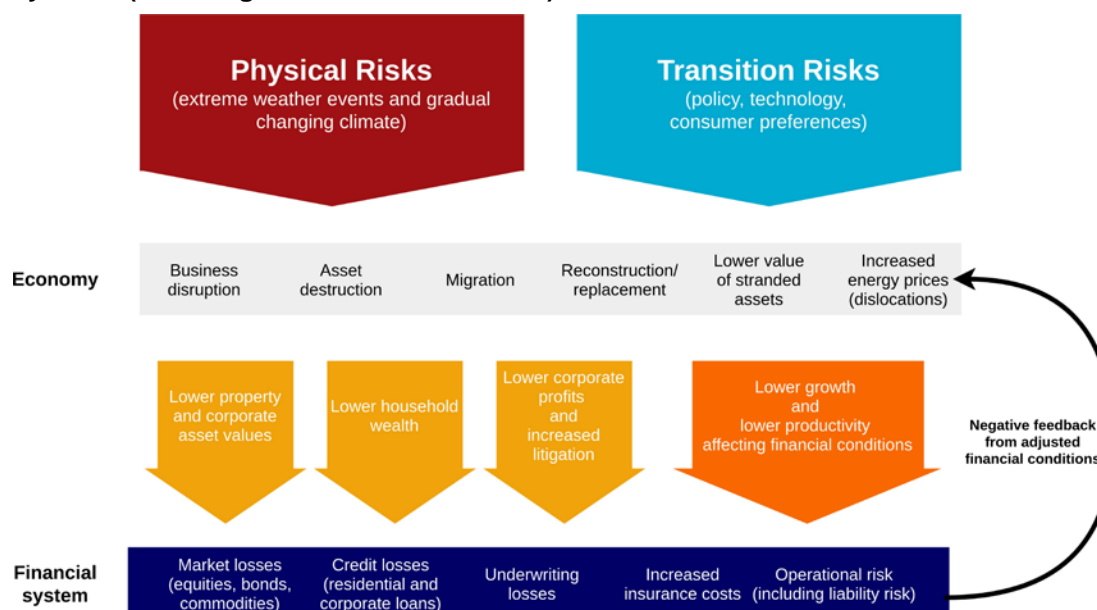 Physical Risks
(extreme weather events and gradual
changing climate)
Transition Risks
(policy, technology,
consumer preferences)
Economy
Business
disruption
Asset
destruction
Migration
Reconstruction/
replacement
Lower value
of stranded
assets
Increased
energy prices
(dislocations)
Lower property
and corporate
asset values
Lower household
wealth
Lower corporate
profits
and
increased
litigation
Lower growth
and
lower productivity
affecting financial conditions
Negative feedback
from adjusted
financial conditions
Financial
system
Market losses
(equities, bonds,
commodities)
Credit losses
(residential and
corporate loans)
Underwriting
losses
Increased
insurance costs
Operational risk
(including liability risk)